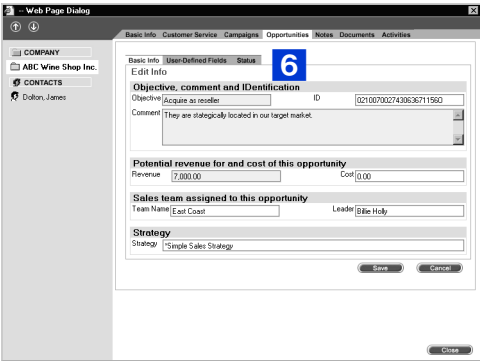 -- Web Page Dialog
Basic Info Customer Service Campaigns Opportunities Notes Documents Activities
COMPANY
ABC Wine Shop Inc.
CONTACTS
Dolton, James
Basic Info User-Defined Fields Status
6
Edit Info
Objective, comment and IDentification
Objective Acquire as reseller ID 0210070027430636711560
Comment They are stategically located in our target market.
Potential revenue for and cost of this opportunity
Revenue 7,000.00 Cost 0.00
Sales team assigned to this opportunity
Team Name East Coast Leader Billie Holly
Strategy
Strategy *Simple Sales Strategy
Save Cancel
Close